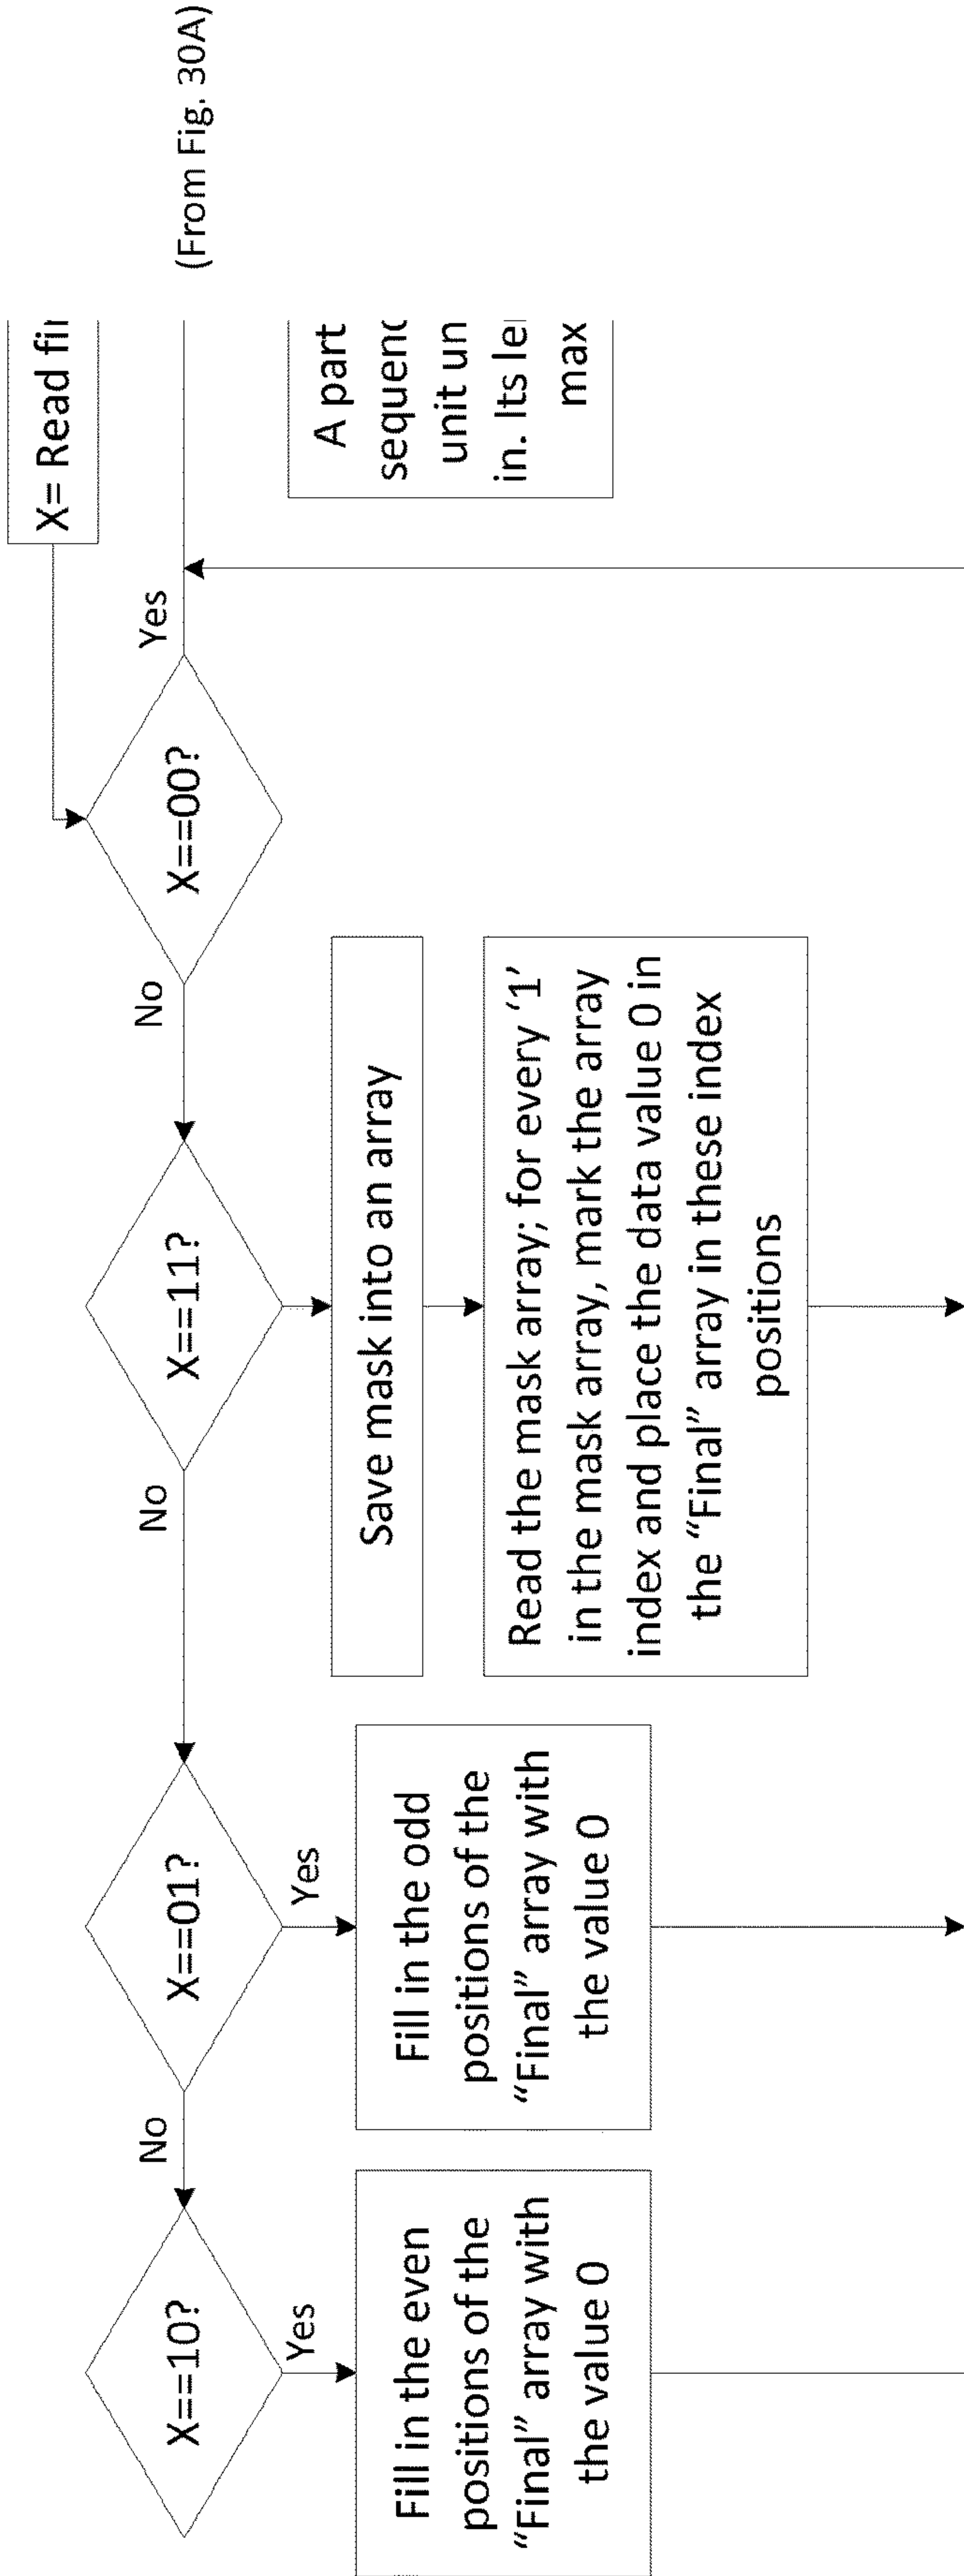 X= Read fi
(From Fig. 30A)
X==10?
No
X==01?
No
X==11?
No
X==00?
Yes
Yes
Fill in the even
positions of the
“Final” array with
the value 0
Yes
Fill in the odd
positions of the
“Final” array with
the value 0
Save mask into an array
Read the mask array; for every ‘1’
in the mask array, mark the array
index and place the data value 0 in
the “Final” array in these index
positions
A part
sequenc
unit un
in. Its le
max